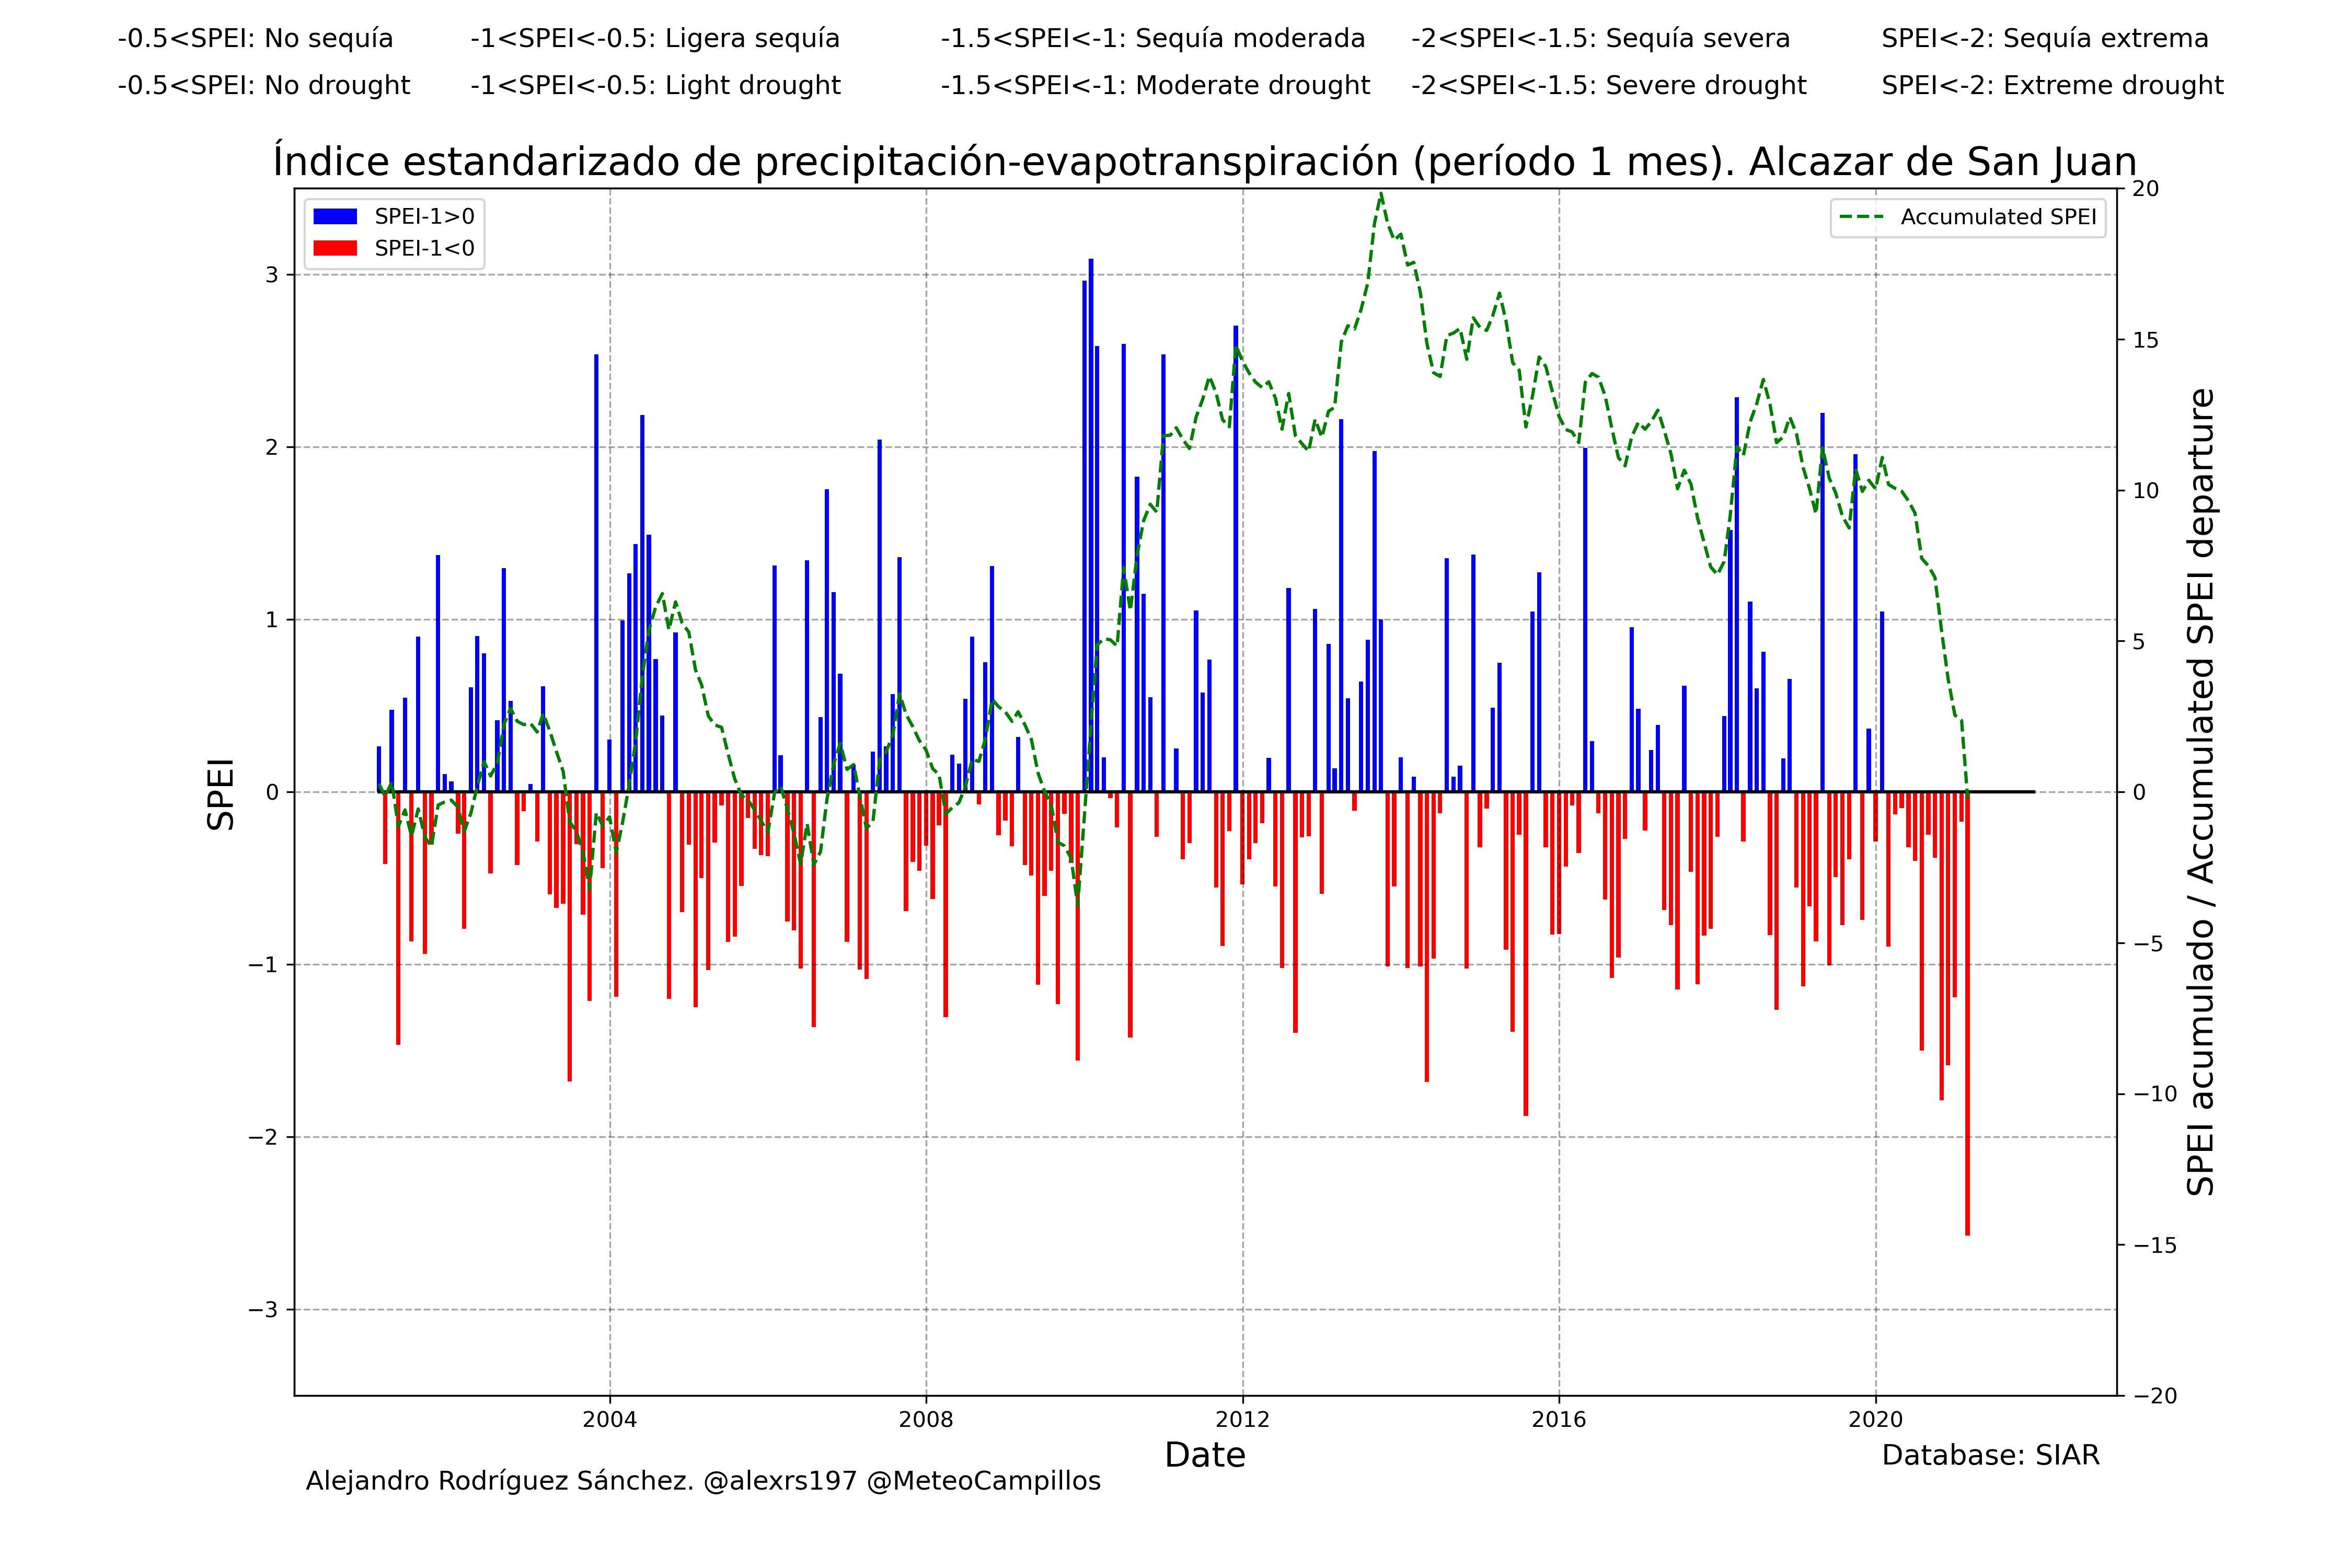 -0.5<SPEI: No sequía -1<SPEI<-0.5: Ligera sequía -1.5<SPEI<-1: Sequía moderada -2<SPEI<-1.5: Sequía severa SPEI<-2: Sequía extrema
-0.5<SPEI: No drought -1<SPEI<-0.5: Light drought -1.5<SPEI<-1: Moderate drought -2<SPEI<-1.5: Severe drought SPEI<-2: Extreme drought
Índice estandarizado de precipitación-evapotranspiración (período 1 mes). Alcazar de San Juan
SPEI-1>0
SPEI-1<0
Accumulated SPEI
SPEI
3
2
1
0
−1
−2
−3
20
15
10
5
0
−5
−10
−15
−20
SPEI acumulado / Accumulated SPEI departure
2004 2008 2012 2016 2020
Date
Database: SIAR
Alejandro Rodríguez Sánchez. @alexrs197 @MeteoCampillos